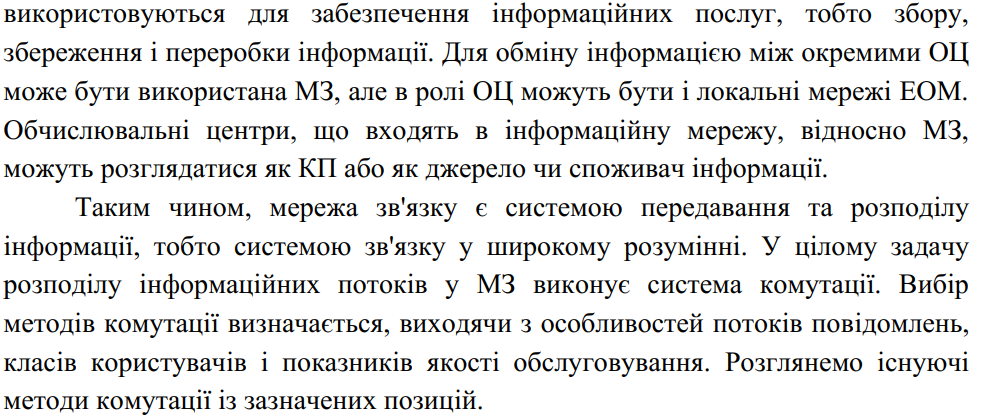 використовуються для забезпечення інформаційних послуг, тобто збору,
збереження і переробки інформації. Для обміну інформацією між окремими ОЦ
може бути використана МЗ, але в ролі ОЦ можуть бути і локальні мережі ЕОМ.
Обчислювальні центри, що входять в інформаційну мережу, відносно МЗ,
можуть розглядатися як КП або як джерело чи споживач інформації.
Таким чином, мережа зв'язку є системою передавання та розподілу
інформації, тобто системою зв'язку у широкому розумінні. У цілому задачу
розподілу інформаційних потоків у МЗ виконує система комутації. Вибір
методів комутації визначається, виходячи з особливостей потоків повідомлень,
класів користувачів і показників якості обслуговування. Розглянемо існуючі
методи комутації із зазначених позицій.